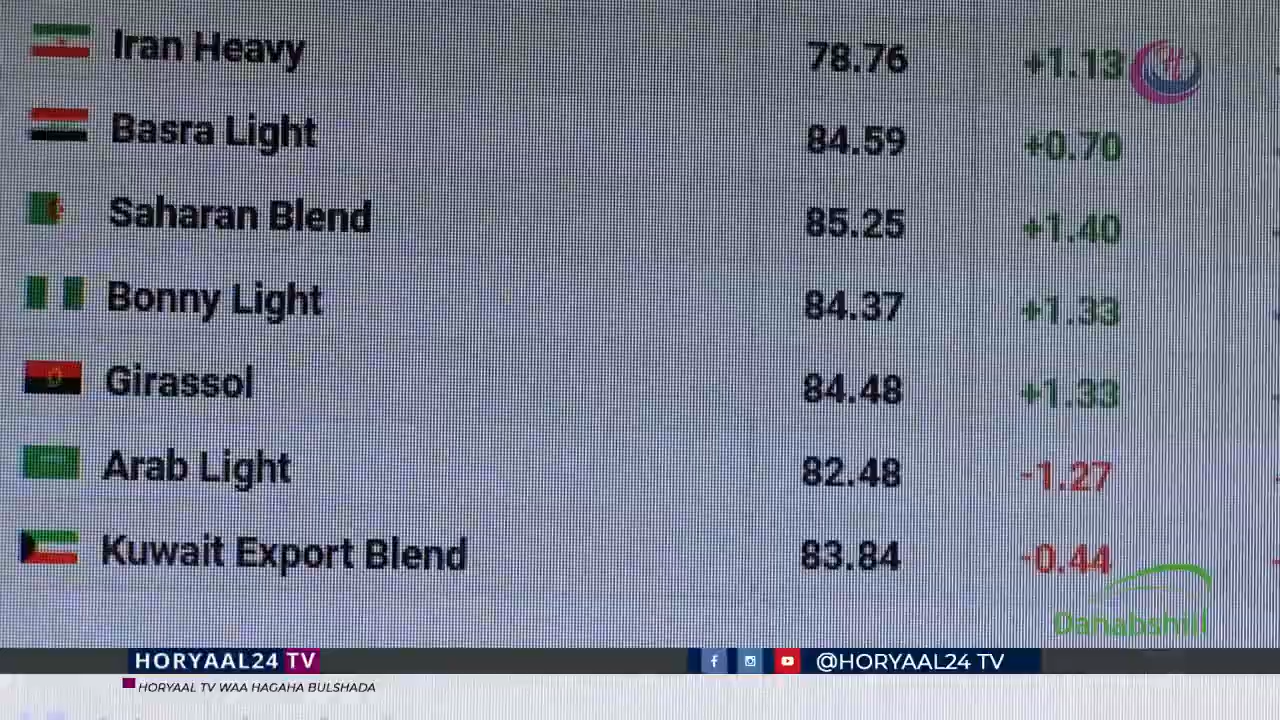 Iran Heavy 78.76 +1.13
Basra Light 84.59 +0.70
Saharan Blend 85.25 +1.40
Bonny Light 84.37 +1.33
Girassol 84.48 +1.33
Arab Light 82.48 -1.27
Kuwait Export Blend 83.84 -0.44
Danabshiil
HORYAAL24 TV @HORYAAL24 TV
HORYAAL TV WAA HAGAHA BULSHADA